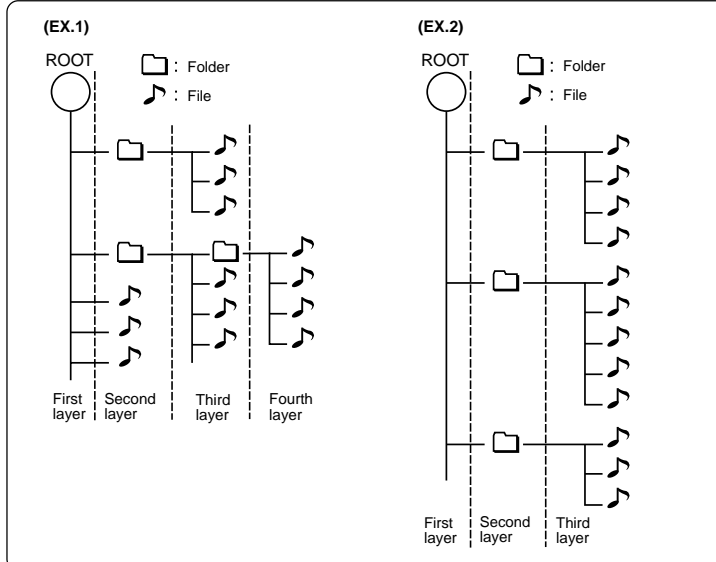 (EX.1)
ROOT
: Folder
: File
First layer
Second layer
Third layer
Fourth layer
(EX.2)
ROOT
: Folder
: File
First layer
Second layer
Third layer